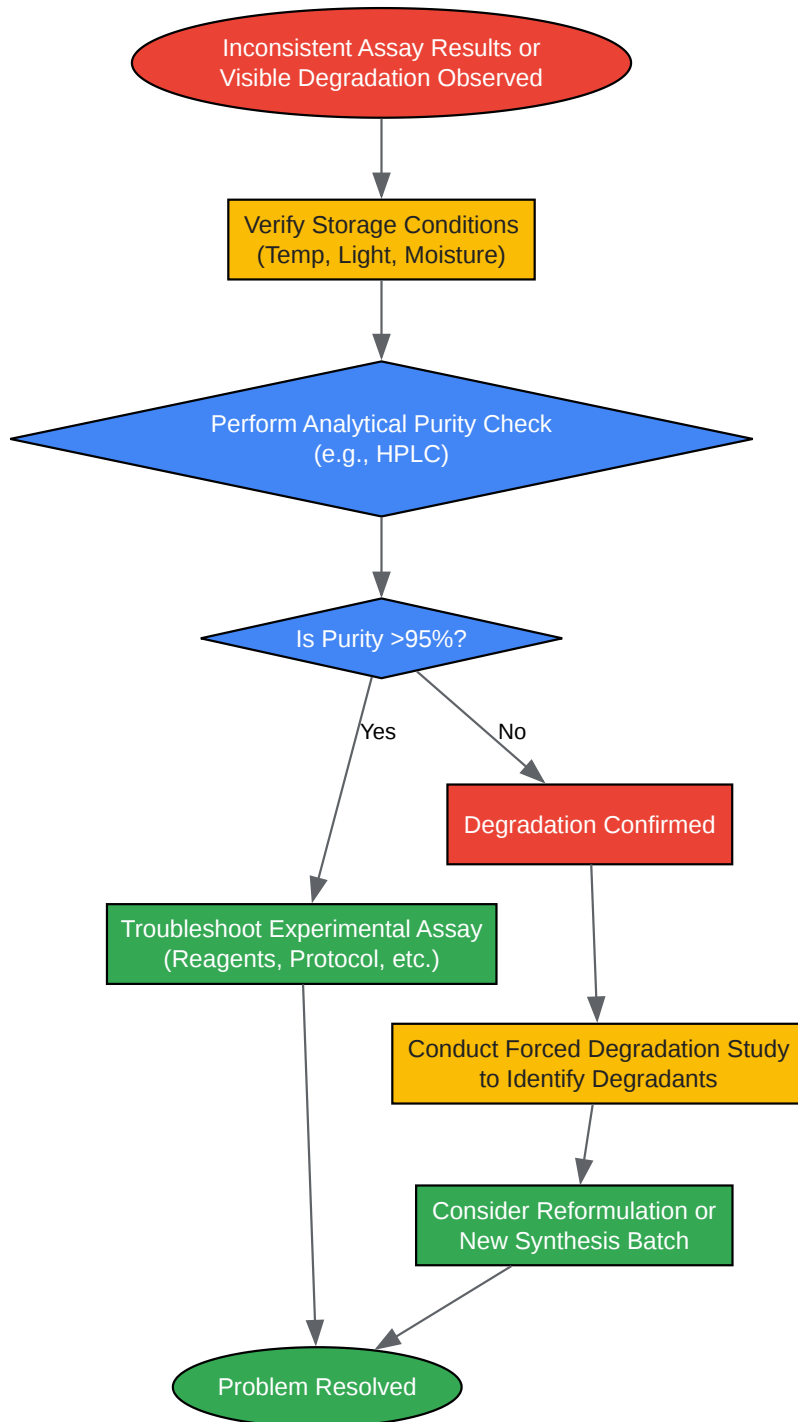 Inconsistent Assay Results or
Visible Degradation Observed
Verify Storage Conditions
(Temp, Light, Moisture)
Perform Analytical Purity Check
(e.g., HPLC)
Is Purity >95%?
Yes
No
Degradation Confirmed
Troubleshoot Experimental Assay
(Reagents, Protocol, etc.)
Conduct Forced Degradation Study
to Identify Degradants
Consider Reformulation or
New Synthesis Batch
Problem Resolved